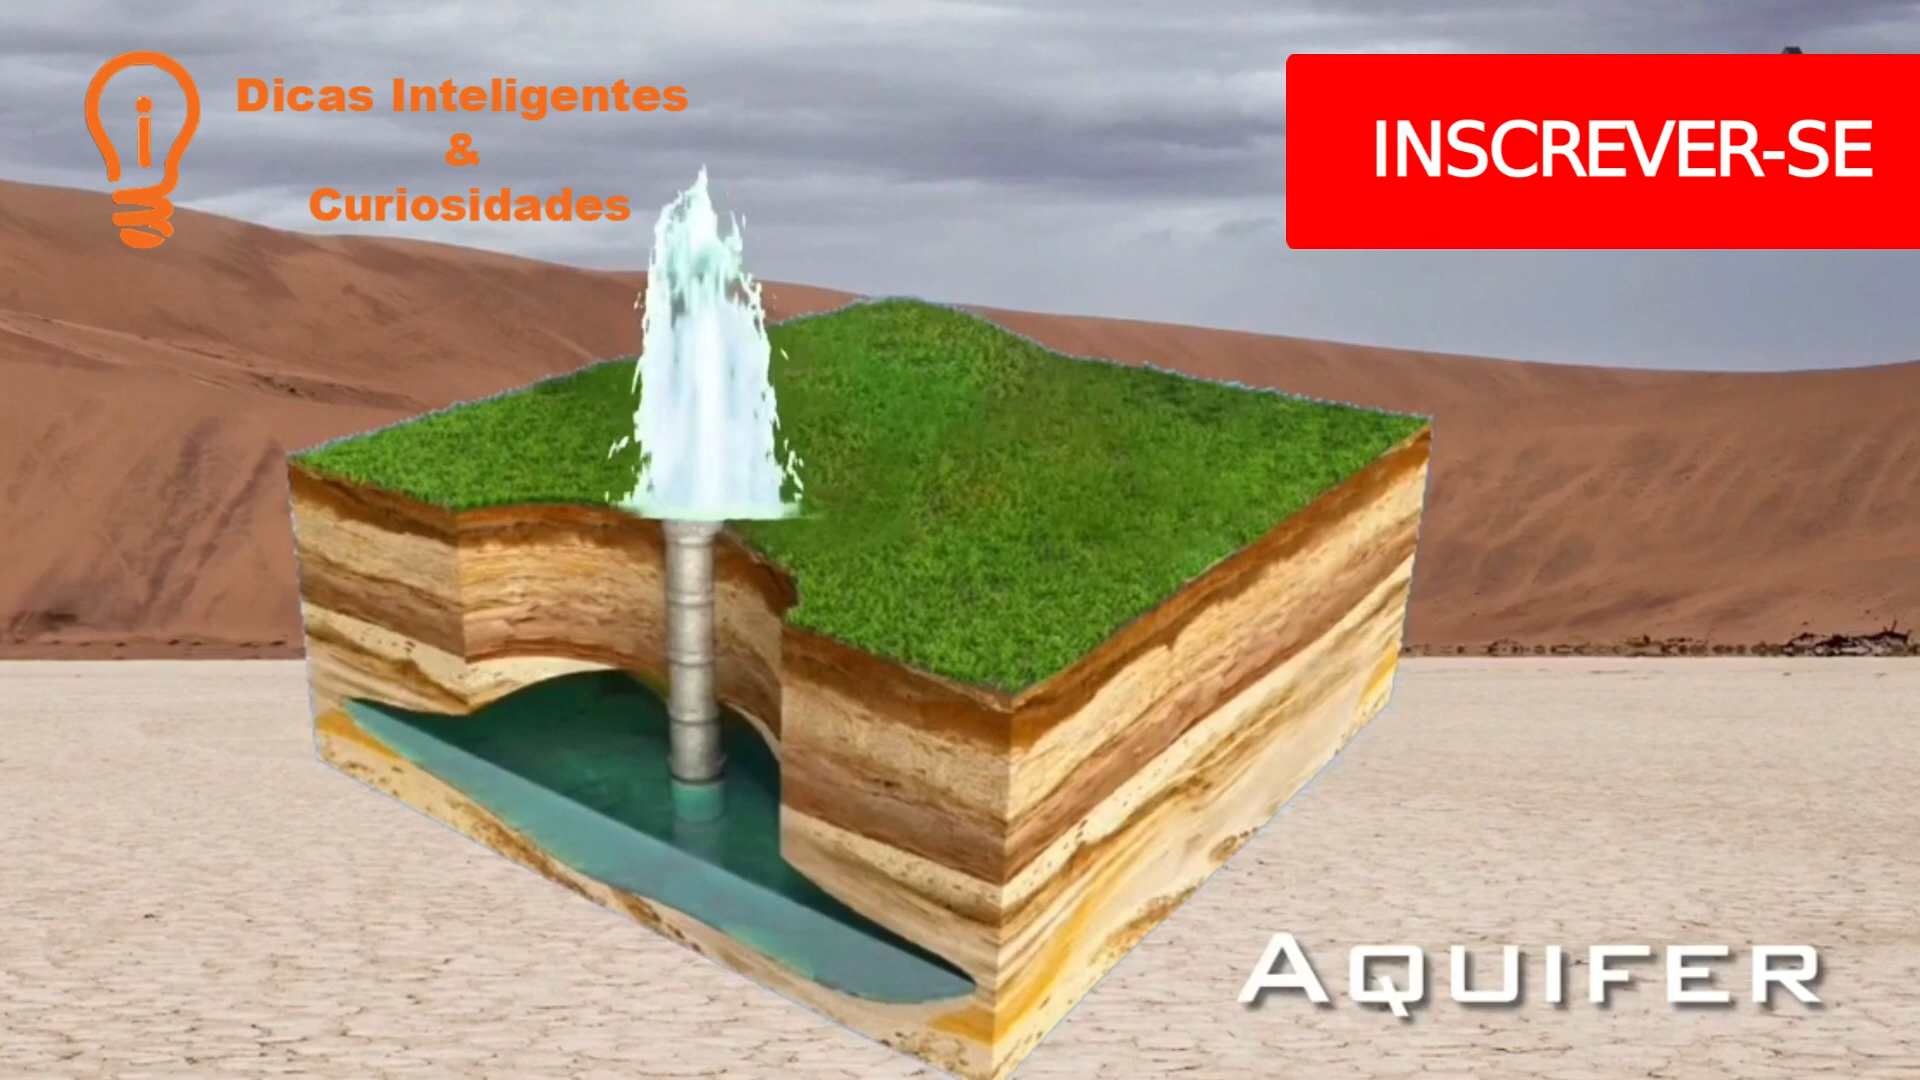 Dicas Inteligentes
&
Curiosidades
INSCREVER-SE
AQUIFER